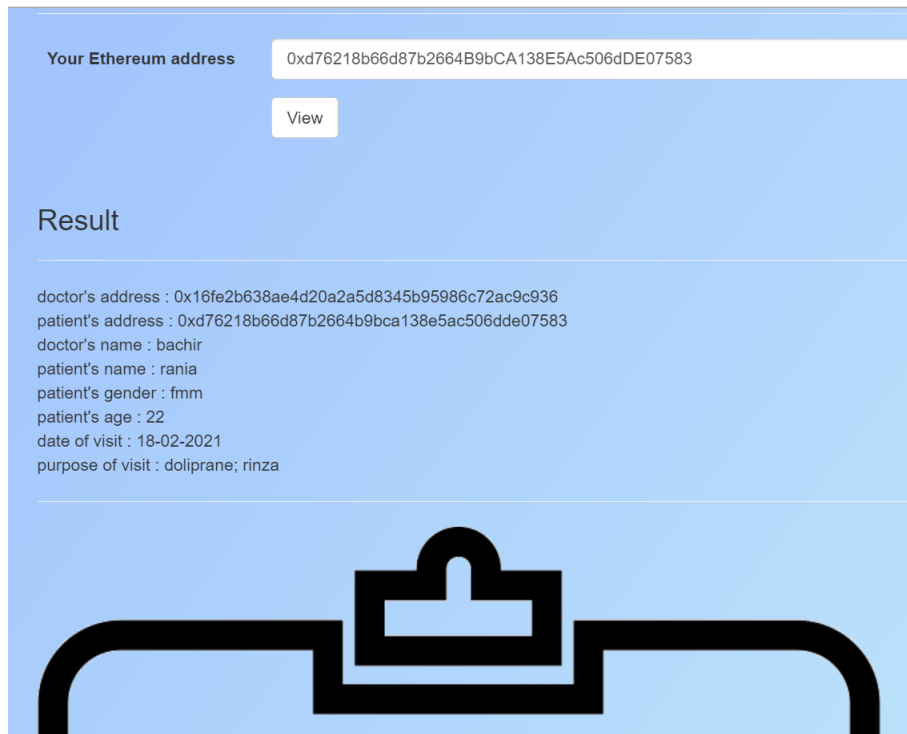 Your Ethereum address 0xd76218b66d87b2664B9bCA138E5Ac506dDE07583
View
Result
doctor's address : 0x16fe2b638ae4d20a2a5d8345b95986c72ac9c936
patient's address : 0xd76218b66d87b2664b9bca138e5ac506dde07583
doctor's name : bachir
patient's name : rania
patient's gender : fmm
patient's age : 22
date of visit : 18-02-2021
purpose of visit : doliprane; rinza